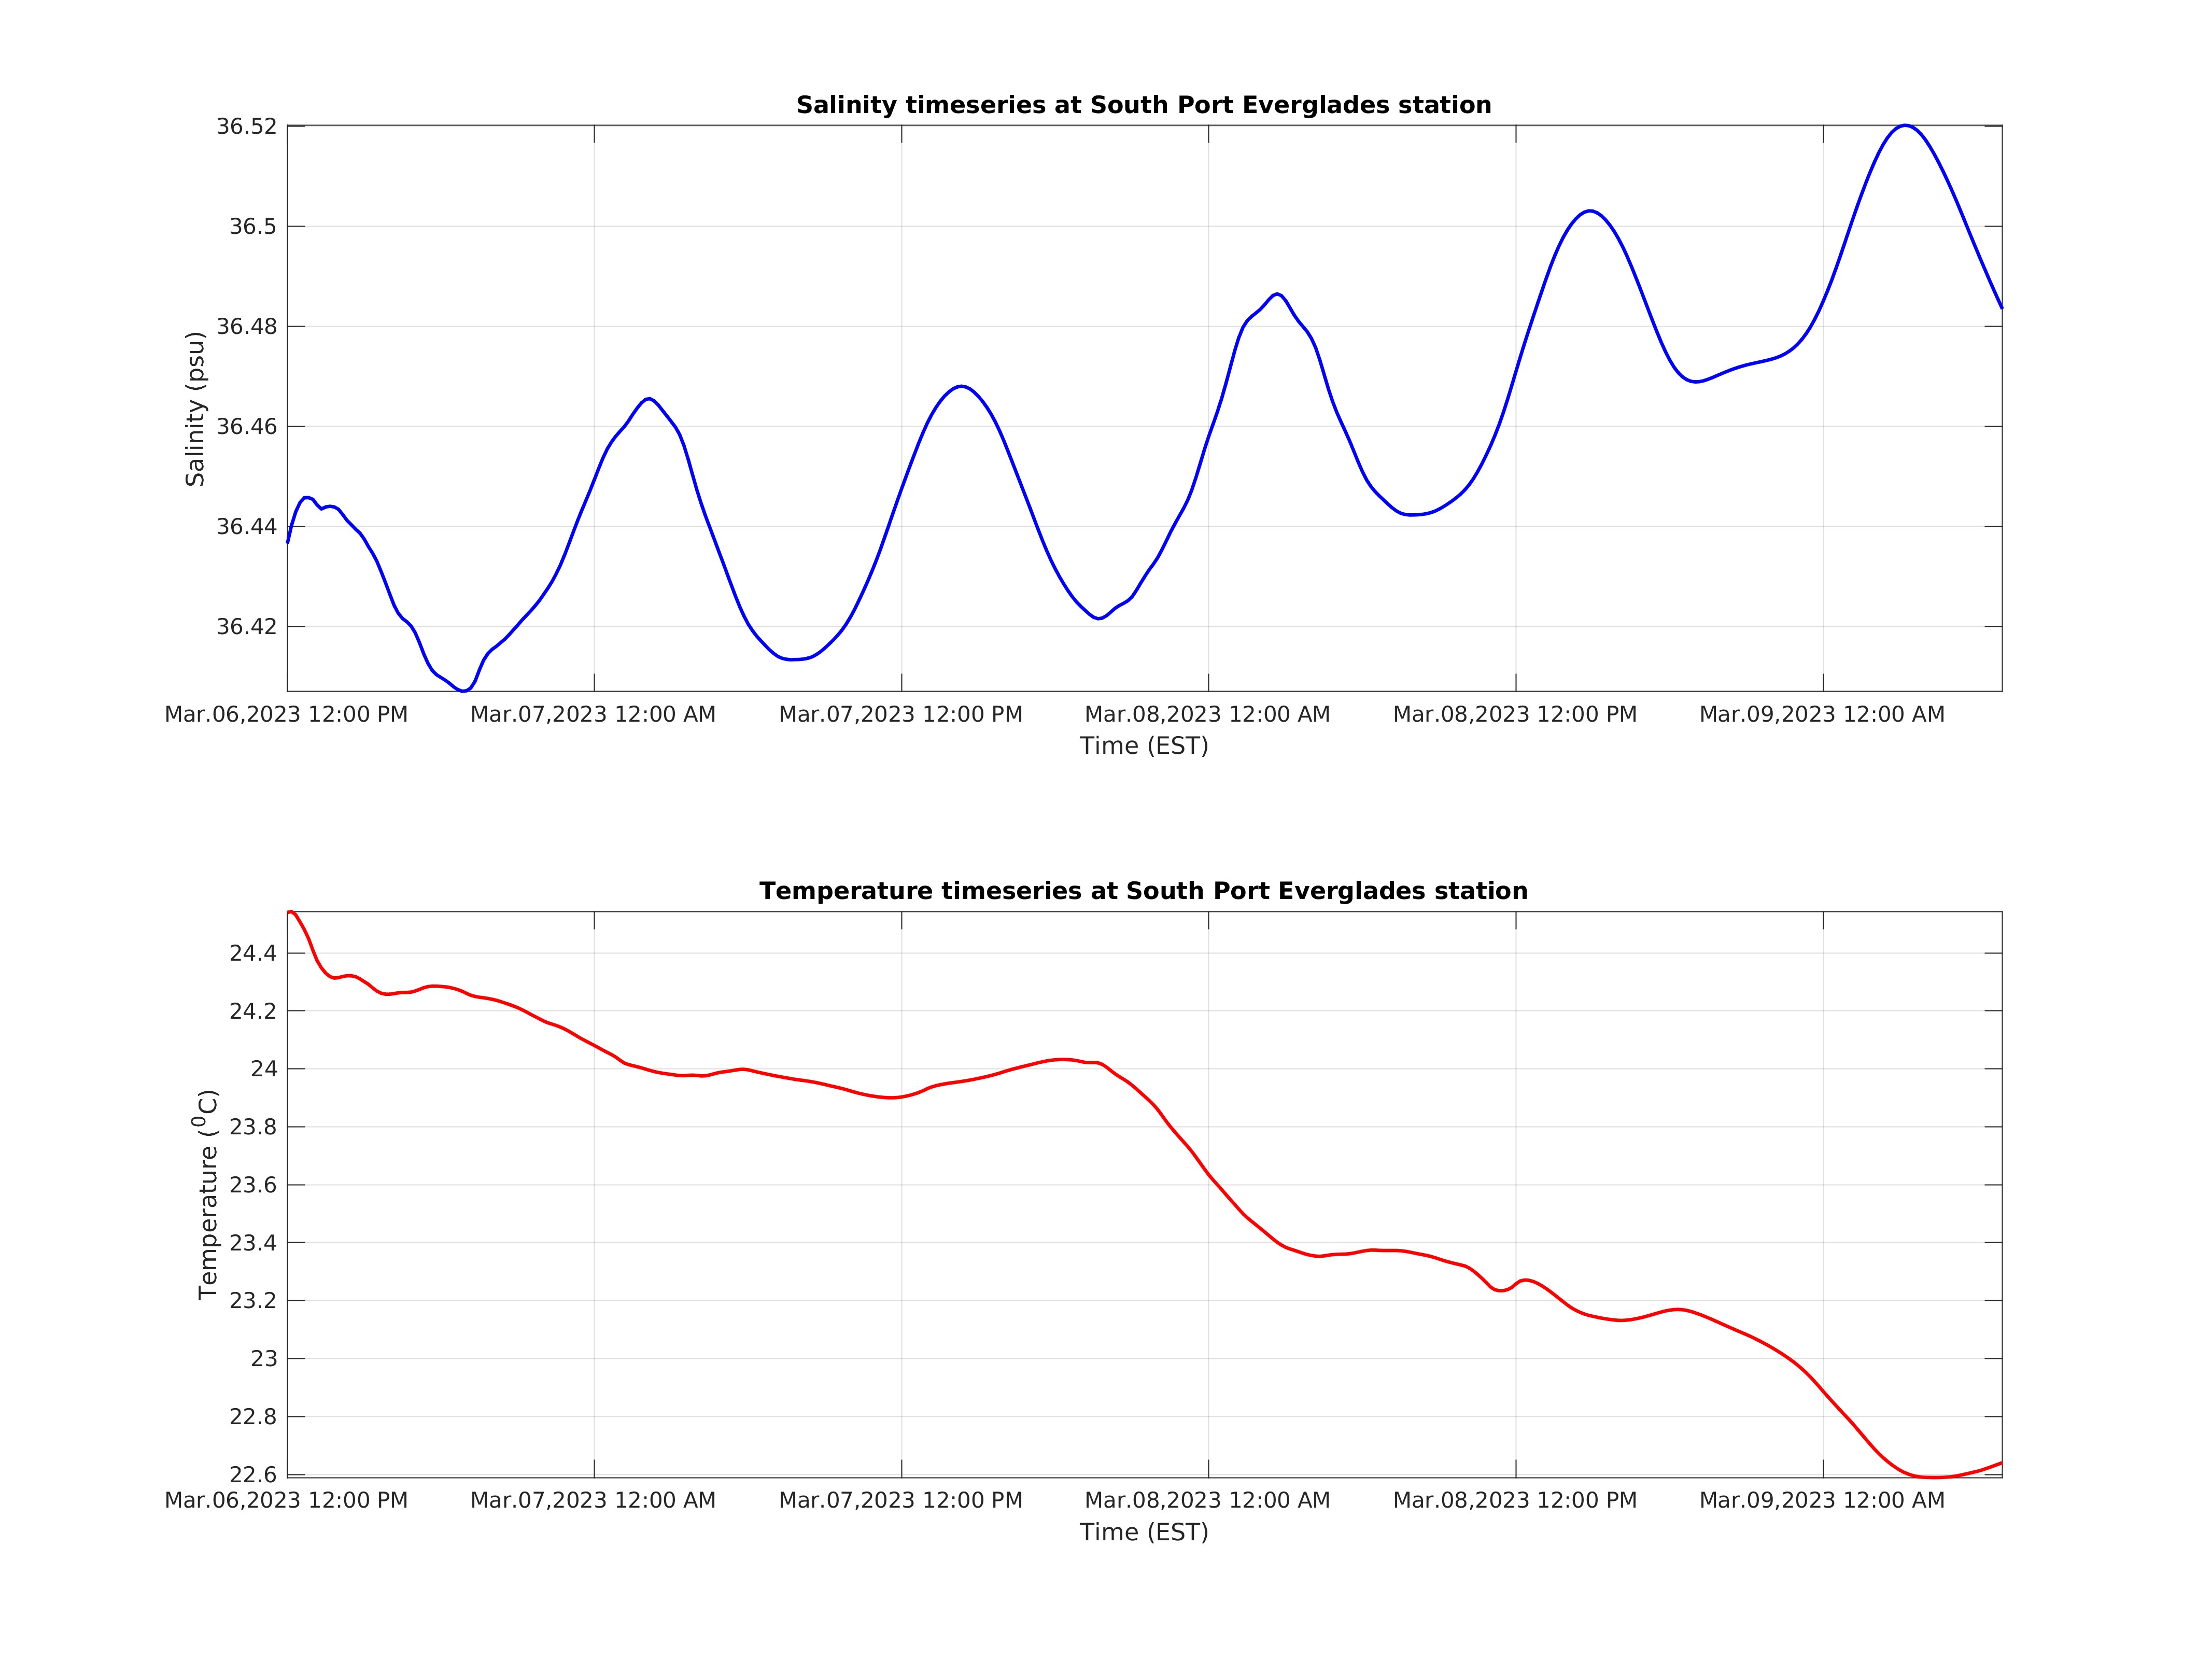 Salinity timeseries at South Port Everglades station
36.52
36.5
36.48
36.46
36.44
36.42
Salinity (psu)
Mar.06,2023 12:00 PM Mar.07,2023 12:00 AM Mar.07,2023 12:00 PM Mar.08,2023 12:00 AM Mar.08,2023 12:00 PM Mar.09,2023 12:00 AM
Time (EST)
Temperature timeseries at South Port Everglades station
24.4
24.2
24
23.8
23.6
23.4
23.2
23
22.8
22.6
Temperature (⁰C)
Mar.06,2023 12:00 PM Mar.07,2023 12:00 AM Mar.07,2023 12:00 PM Mar.08,2023 12:00 AM Mar.08,2023 12:00 PM Mar.09,2023 12:00 AM
Time (EST)